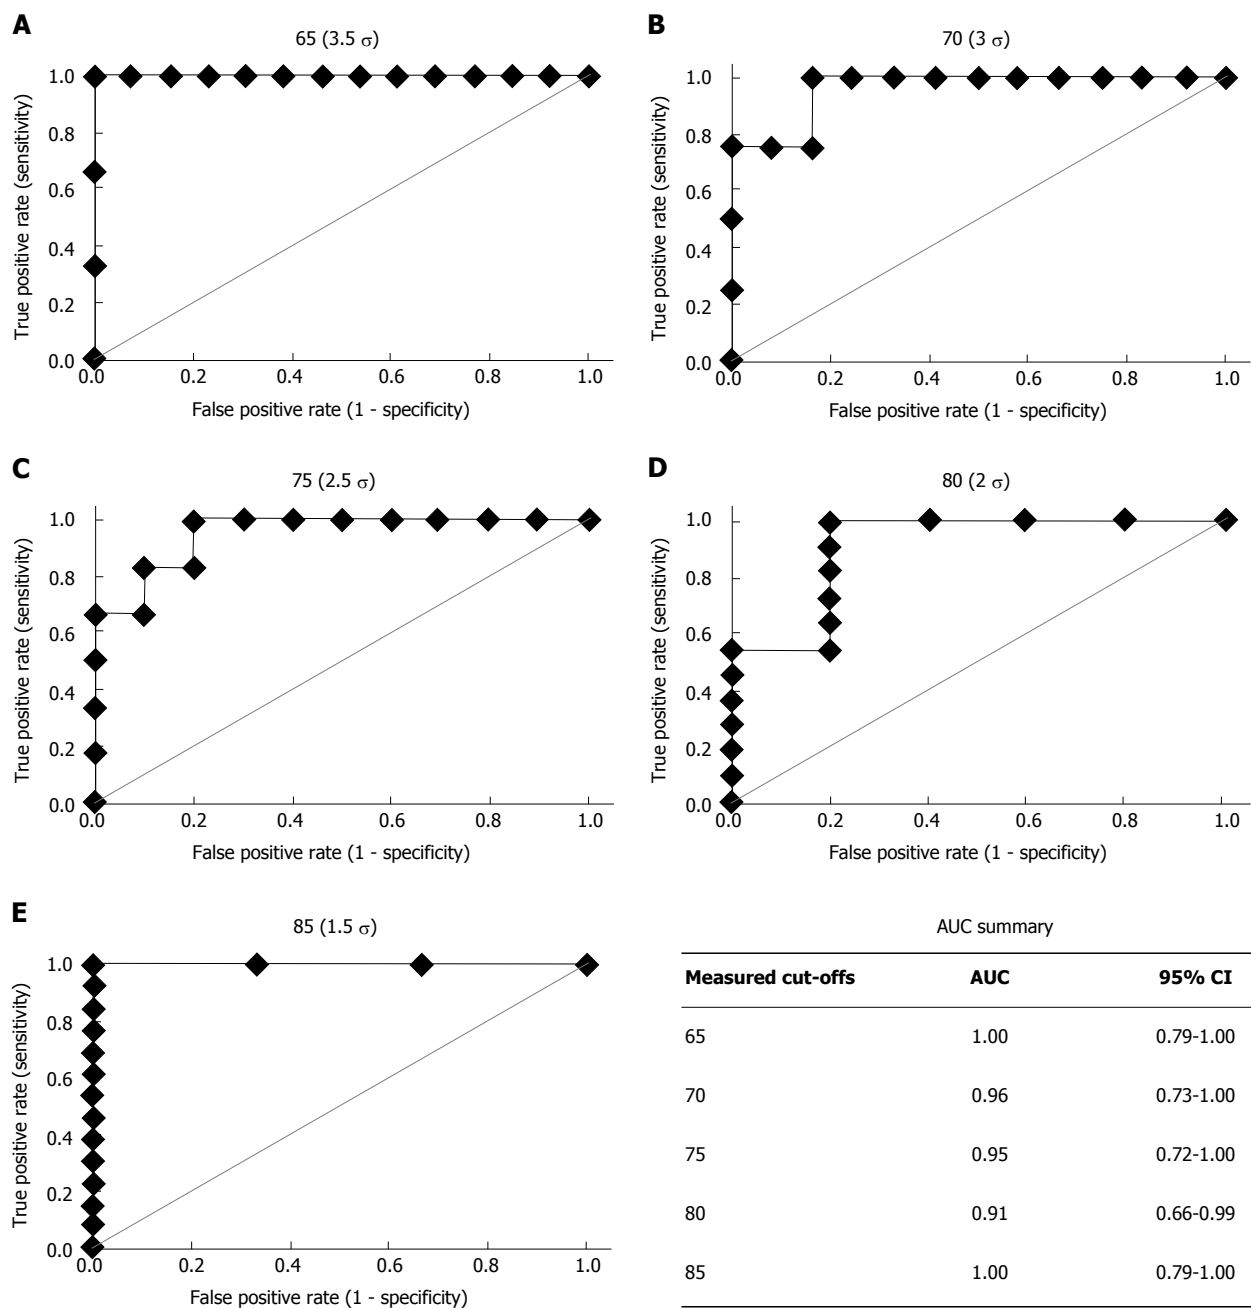 A
65 (3.5 σ)
True positive rate (sensitivity)
1.0
0.8
0.6
0.4
0.2
0.0
0.0 0.2 0.4 0.6 0.8 1.0
False positive rate (1 - specificity)
B
70 (3 σ)
True positive rate (sensitivity)
1.0
0.8
0.6
0.4
0.2
0.0
0.0 0.2 0.4 0.6 0.8 1.0
False positive rate (1 - specificity)
C
75 (2.5 σ)
True positive rate (sensitivity)
1.0
0.8
0.6
0.4
0.2
0.0
0.0 0.2 0.4 0.6 0.8 1.0
False positive rate (1 - specificity)
D
80 (2 σ)
True positive rate (sensitivity)
1.0
0.8
0.6
0.4
0.2
0.0
0.0 0.2 0.4 0.6 0.8 1.0
False positive rate (1 - specificity)
E
85 (1.5 σ)
True positive rate (sensitivity)
1.0
0.8
0.6
0.4
0.2
0.0
0.0 0.2 0.4 0.6 0.8 1.0
False positive rate (1 - specificity)
AUC summary
Measured cut-offs AUC 95% CI
65 1.00 0.79-1.00
70 0.96 0.73-1.00
75 0.95 0.72-1.00
80 0.91 0.66-0.99
85 1.00 0.79-1.00